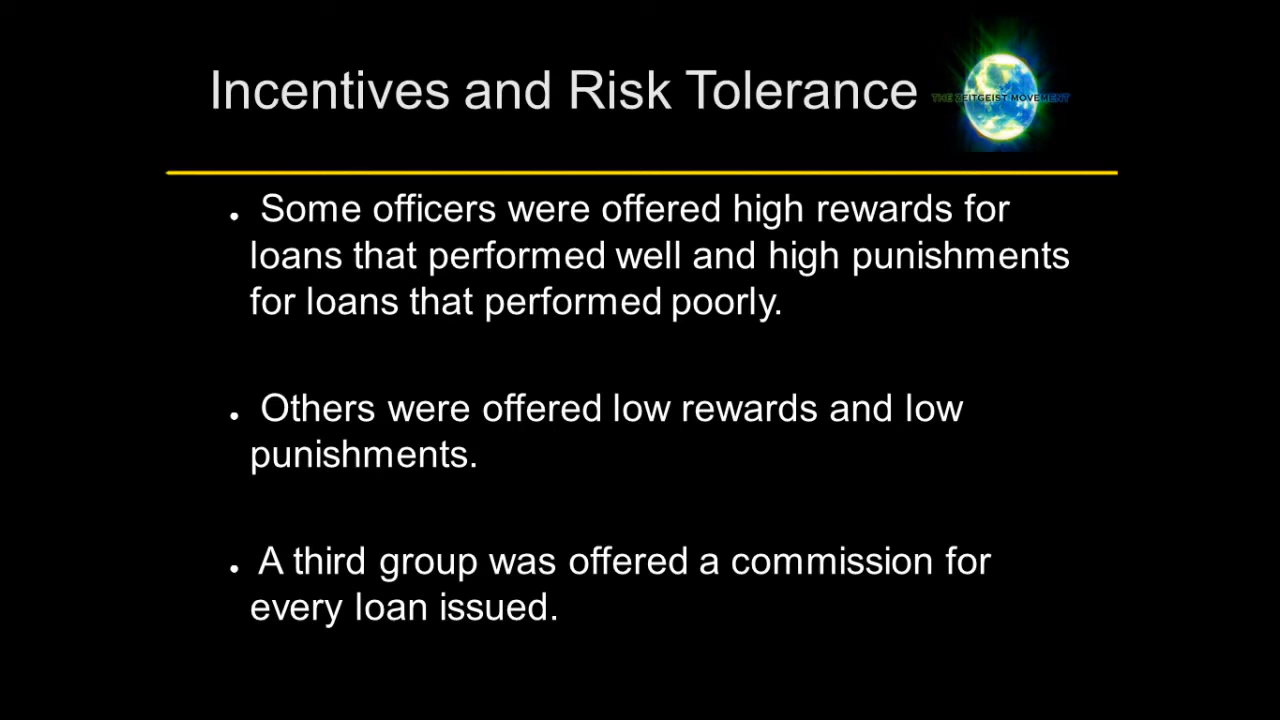 Incentives and Risk Tolerance
THE ZEITGEIST MOVEMENT
● Some officers were offered high rewards for
loans that performed well and high punishments
for loans that performed poorly.
● Others were offered low rewards and low
punishments.
● A third group was offered a commission for
every loan issued.